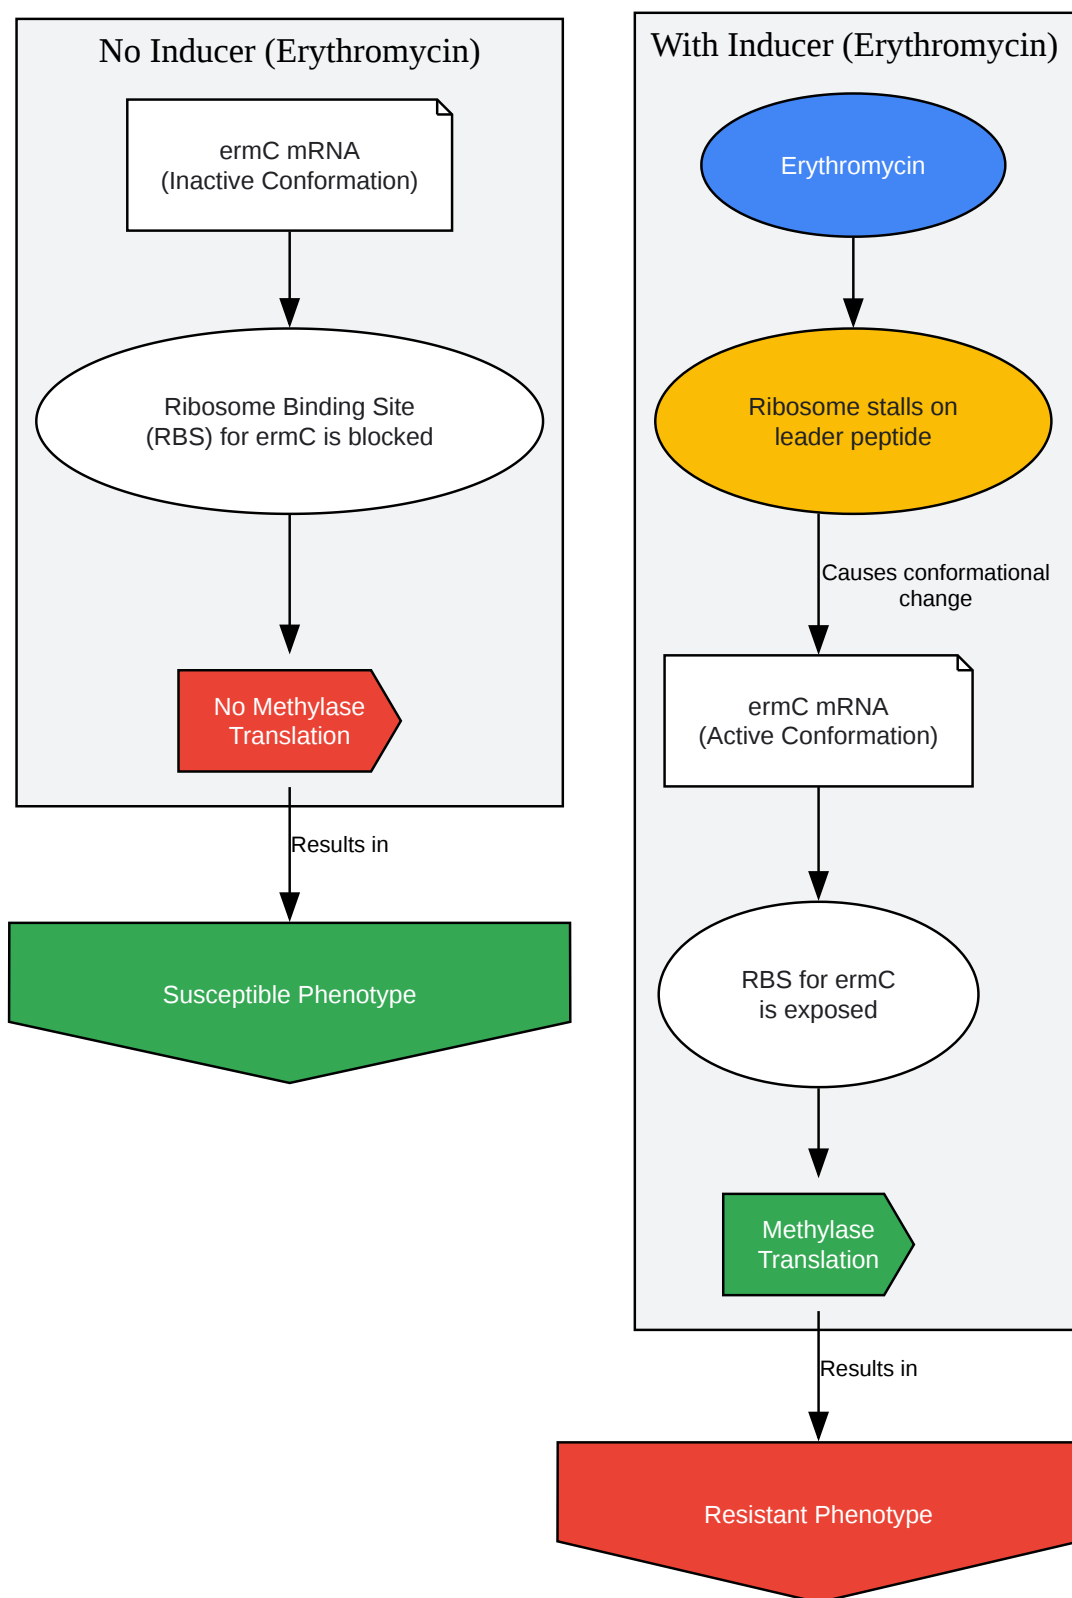 No Inducer (Erythromycin)
ermC mRNA
(Inactive Conformation)
Ribosome Binding Site
(RBS) for ermC is blocked
No Methylase
Translation
Results in
Susceptible Phenotype
With Inducer (Erythromycin)
Erythromycin
Ribosome stalls on
leader peptide
Causes conformational
change
ermC mRNA
(Active Conformation)
RBS for ermC
is exposed
Methylase
Translation
Results in
Resistant Phenotype